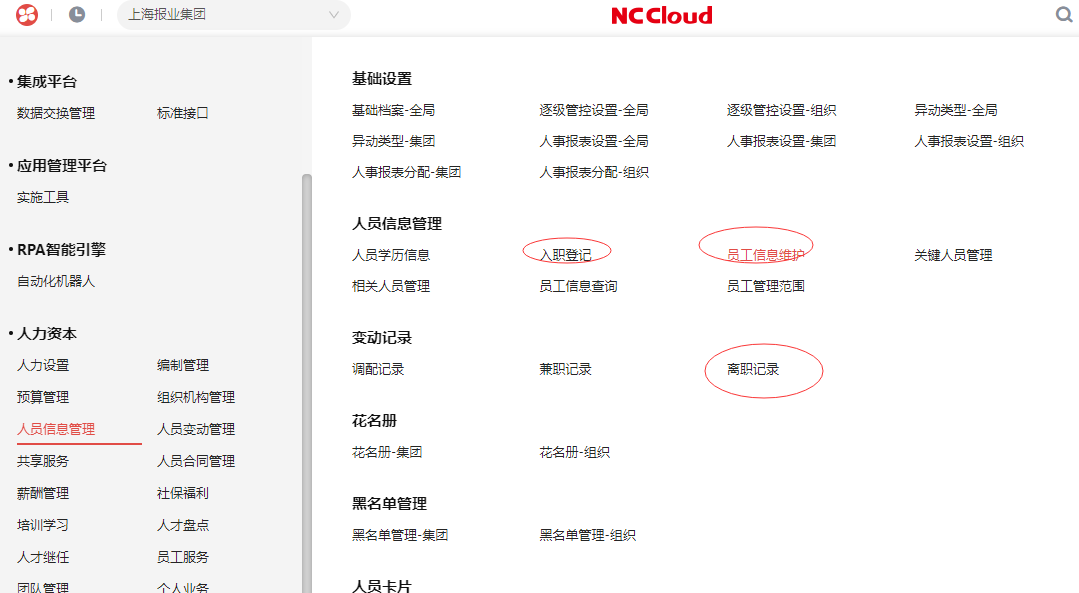 上海报业集团
NC Cloud
集成平台
数据交换管理 标准接口
应用管理平台
实施工具
RPA智能引擎
自动化机器人
人力资本
人力设置 编制管理
预算管理 组织机构管理
人员信息管理 人员变动管理
共享服务 人员合同管理
薪酬管理 社保福利
培训学习 人才盘点
人才继任 员工服务
团队管理 个人业务
基础设置
基础档案-全局 逐级管控设置-全局 逐级管控设置-组织 异动类型-全局
异动类型-集团 人事报表设置-全局 人事报表设置-集团 人事报表设置-组织
人事报表分配-集团 人事报表分配-组织
人员信息管理
人员学历信息 入职登记 员工信息维护 关键人员管理
相关人员管理 员工信息查询 员工管理范围
变动记录
调配记录 兼职记录 离职记录
花名册
花名册-集团 花名册-组织
黑名单管理
黑名单管理-集团 黑名单管理-组织
人员卡片